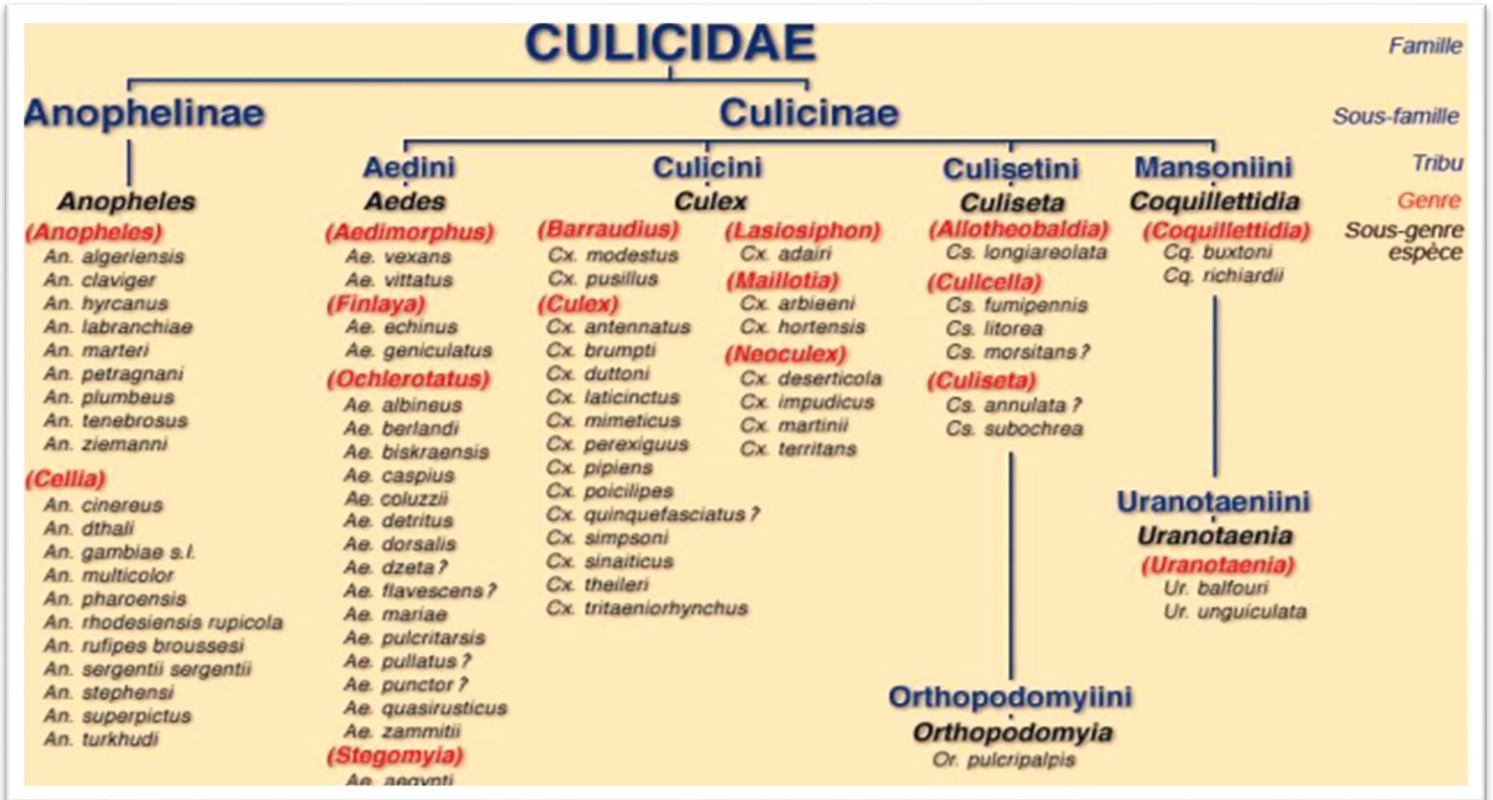 CULICIDAE
Famille
Anophelinae
Culicinae
Sous-famille
Aedini
Culicini
Culisetini
Mansoniini
Tribu
Anopheles
Aedes
Culex
Culiseta
Coquillettidia
Genre
Sous-genre
espèce
(Anopheles)
An. algeriensis
An. claviger
An. hyrcanus
An. labranchiae
An. marteri
An. petragnani
An. plumbeus
An. tenebrosus
An. ziemanni
(Cellia)
An. cinereus
An. dthali
An. gambiae s.l.
An. multicolor
An. pharoensis
An. rhodesiensis rupicola
An. rufipes broussesi
An. sergentii sergentii
An. stephensi
An. superpictus
An. turkhudi
(Aedimorphus)
Ae. vexans
Ae. vittatus
(Finlaya)
Ae. echinus
Ae. geniculatus
(Ochlerotatus)
Ae. albineus
Ae. berlandi
Ae. biskraensis
Ae. caspius
Ae. coluzzii
Ae. detritus
Ae. dorsalis
Ae. dzeta ?
Ae. flavescens ?
Ae. mariae
Ae. pulcritarsis
Ae. pullatus ?
Ae. punctor ?
Ae. quasirusticus
Ae. zammitii
(Stegomyia)
Ae. aegypti
(Barraudius)
Cx. modestus
Cx. pusillus
(Culex)
Cx. antennatus
Cx. brumpti
Cx. duttoni
Cx. laticinctus
Cx. mimeticus
Cx. perexiguus
Cx. pipiens
Cx. poicilipes
Cx. quinquefasciatus ?
Cx. simpsoni
Cx. sinaiticus
Cx. theileri
Cx. tritaeniorhynchus
(Lasiosiphon)
Cx. adairi
(Maillotia)
Cx. arbieeni
Cx. hortensis
(Neoculex)
Cx. deserticola
Cx. impudicus
Cx. martinii
Cx. territans
(Allotheobaldia)
Cs. longiareolata
(Culicella)
Cs. fumipennis
Cs. litorea
Cs. morsitans ?
(Culiseta)
Cs. annulata ?
Cs. subochrea
Orthopodomyiini
Orthopodomyia
Or. pulcripalpis
(Coquillettidia)
Cq. buxtoni
Cq. richiardii
Uranotaeniini
Uranotaenia
(Uranotaenia)
Ur. balfouri
Ur. unguiculata